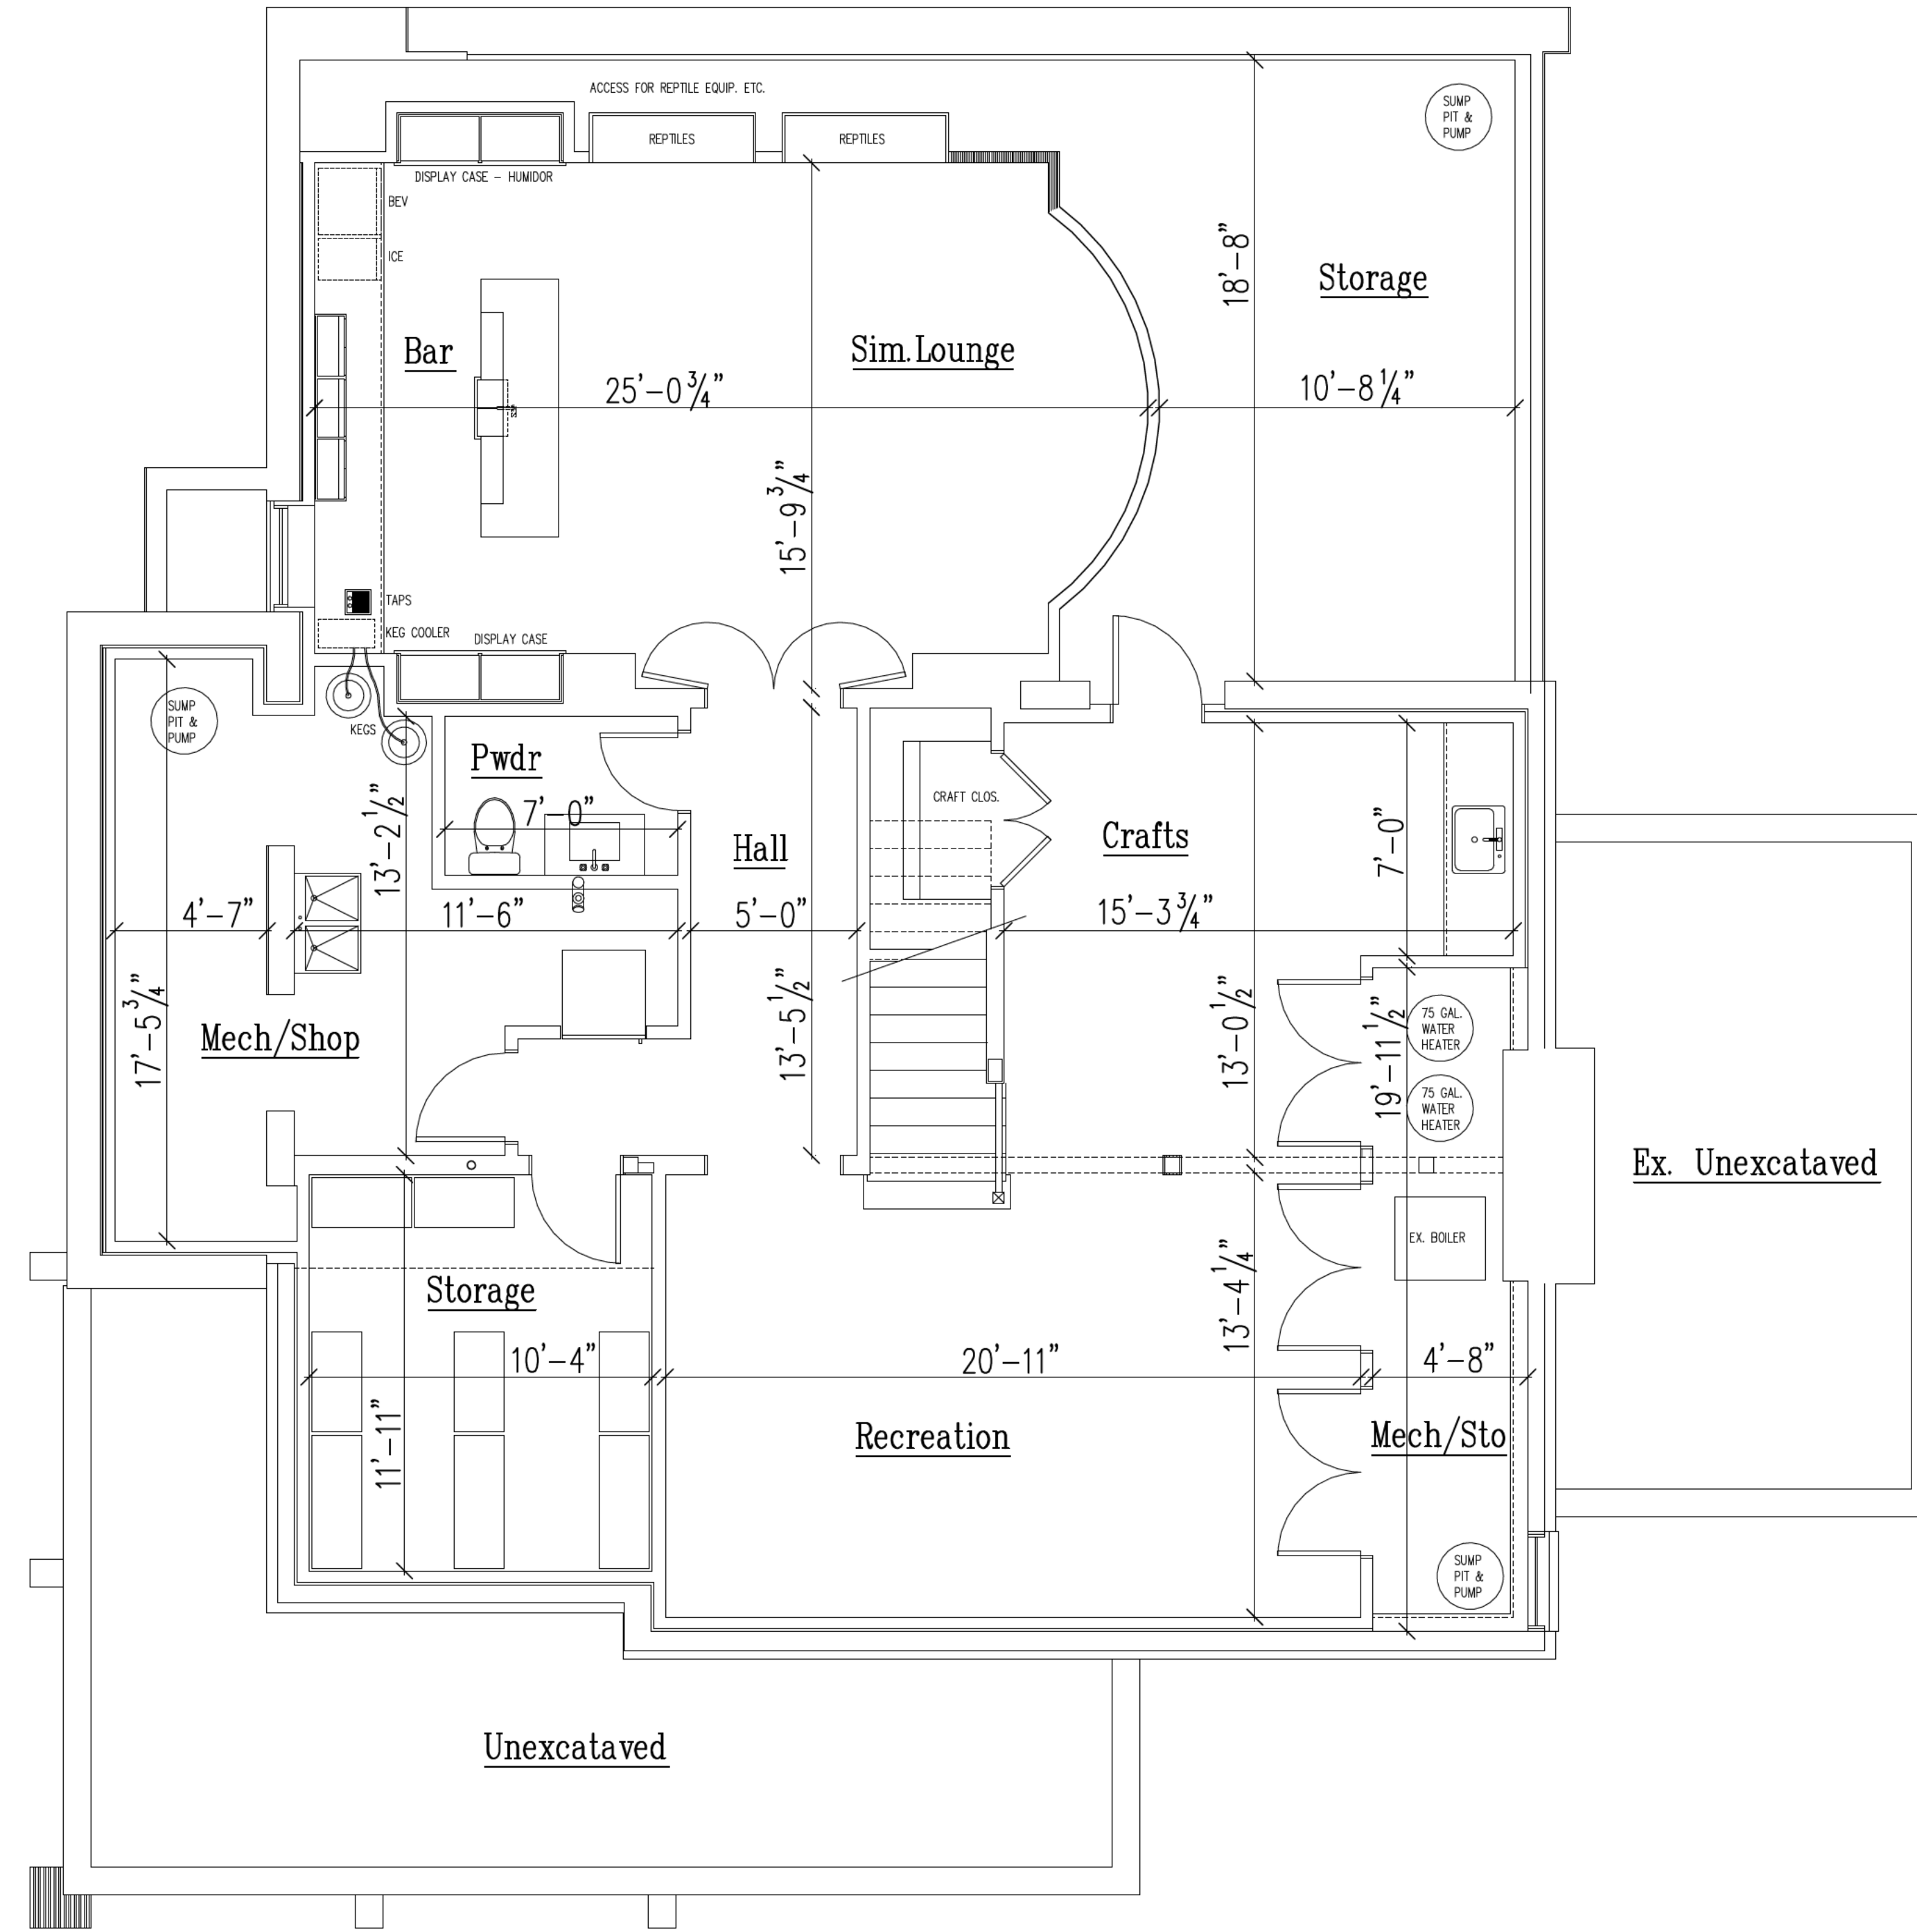 ACCESS FOR REPTILE EQUIP. ETC.
SUMP
PIT &
PUMP
REPTILES
REPTILES
DISPLAY CASE - HUMIDOR
BEV
ICE
18'-8"
Storage
Bar
Sim.Lounge
25'-0 3/4"
10'-8 1/4"
15'-9 3/4"
TAPS
KEG COOLER
DISPLAY CASE
SUMP
PIT &
PUMP
KEGS
Pwdr
7'-0"
CRAFT CLOS.
13'-2 1/2"
Hall
Crafts
7'-0"
4'-7"
11'-6"
5'-0"
15'-3 3/4"
17'-5 3/4"
Mech/Shop
13'-5 1/2"
13'-0 1/2"
19'-11 1/2"
75 GAL.
WATER
HEATER
75 GAL.
WATER
HEATER
Ex. Unexcataved
EX. BOILER
Storage
13'-4 1/4"
10'-4"
20'-11"
4'-8"
11'-11"
Recreation
Mech/Sto
SUMP
PIT &
PUMP
Unexcataved